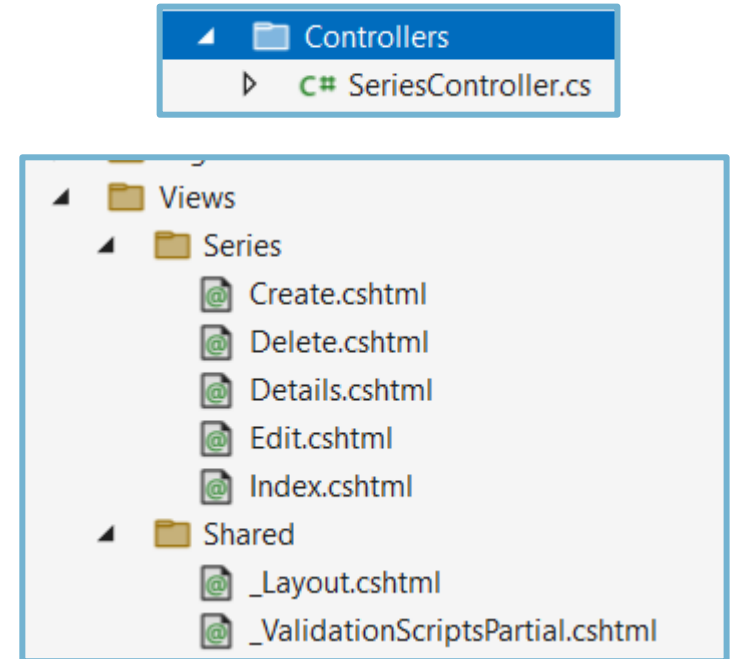 Controllers
C# SeriesController.cs
Views
Series
@ Create.cshtml
@ Delete.cshtml
@ Details.cshtml
@ Edit.cshtml
@ Index.cshtml
Shared
@ _Layout.cshtml
@ _ValidationScriptsPartial.cshtml